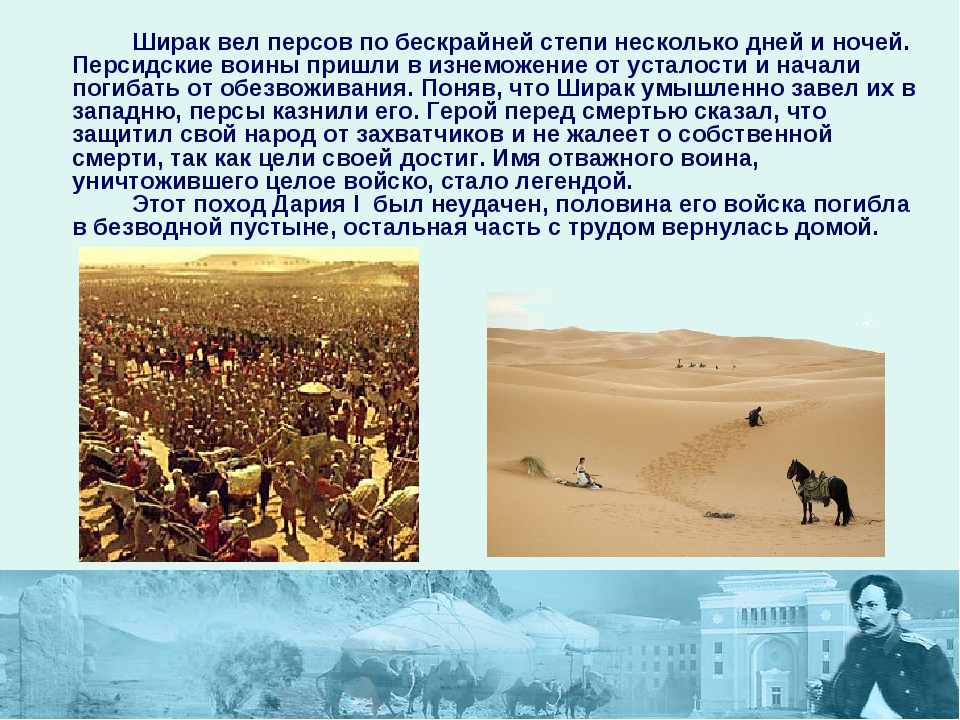 Ширак вел персов по бескрайней степи несколько дней и ночей.
Персидские воины пришли в изнеможение от усталости и начали
погибать от обезвоживания. Поняв, что Ширак умышленно завел их в
западню, персы казнили его. Герой перед смертью сказал, что
защитил свой народ от захватчиков и не жалеет о собственной
смерти, так как цели своей достиг. Имя отважного воина,
уничтожившего целое войско, стало легендой.
Этот поход Дария I был неудачен, половина его войска погибла
в безводной пустыне, остальная часть с трудом вернулась домой.